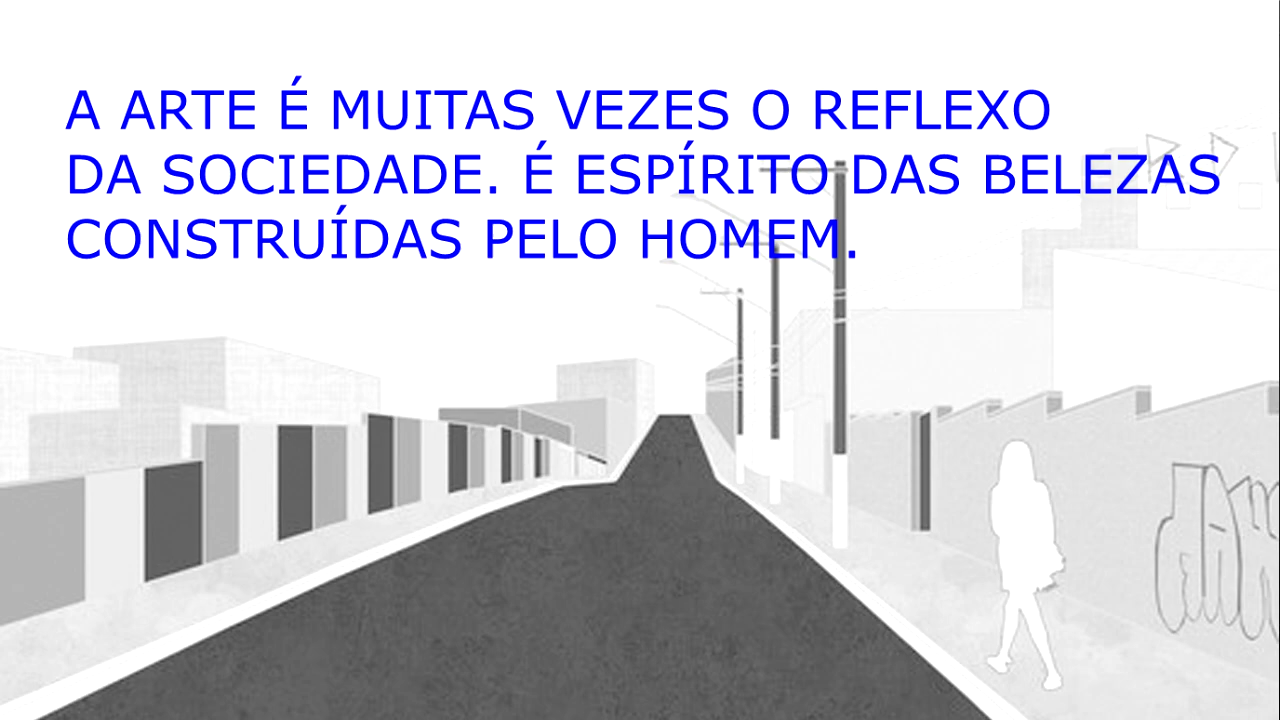 A ARTE É MUITAS VEZES O REFLEXO
DA SOCIEDADE. É ESPÍRITO DAS BELEZAS
CONSTRUÍDAS PELO HOMEM.